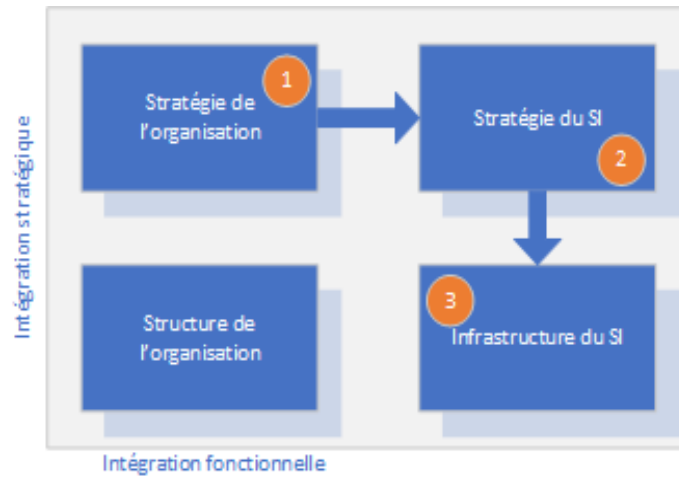 1
Stratégie de
l'organisation
Stratégie du SI
2
Intégration stratégique
Structure de
l'organisation
3
Infrastructure du SI
Intégration fonctionnelle